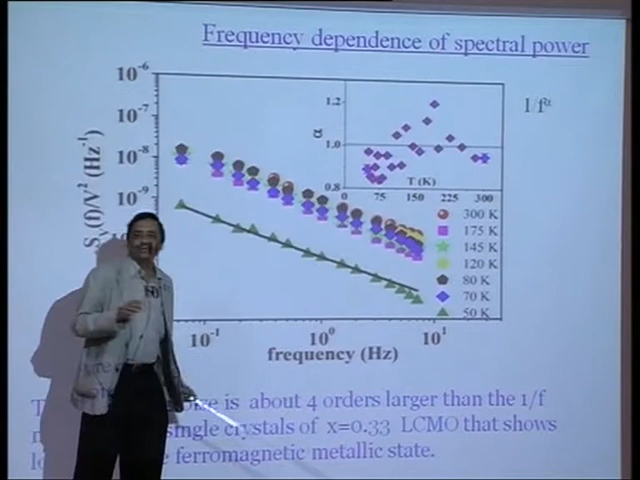 Frequency dependence of spectral power
1/fα
10-6
10-7
10-8
10-9
Sv(f)/V2 (Hz-1)
1.2
1.0
0.8
α
T (K)
0 75 150 225 300
300 K
175 K
145 K
120 K
80 K
70 K
50 K
10-1 100 101
frequency (Hz)
is about 4 orders larger than the 1/f
single crystals of x=0.33 LCMO that shows
ferromagnetic metallic state.